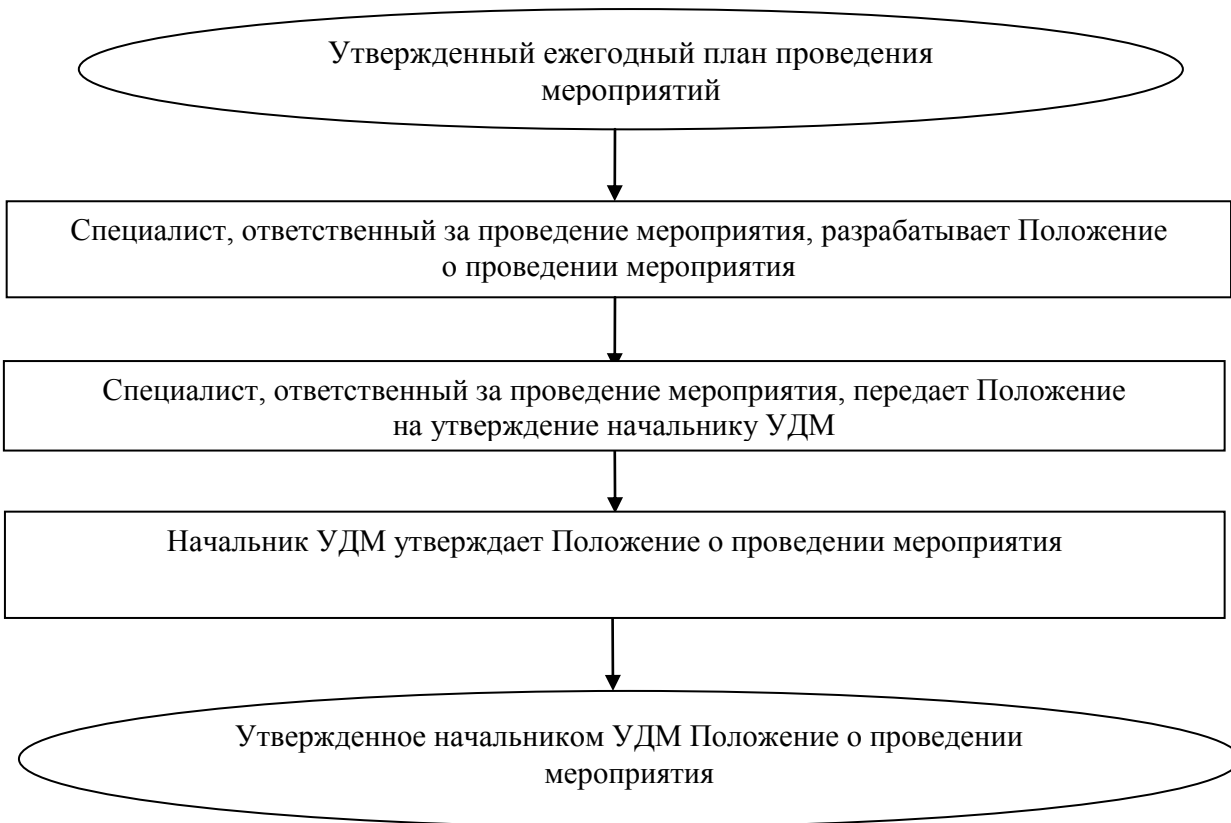 Утвержденный ежегодный план проведения
мероприятий
Специалист, ответственный за проведение мероприятия, разрабатывает Положение
о проведении мероприятия
Специалист, ответственный за проведение мероприятия, передает Положение
на утверждение начальнику УДМ
Начальник УДМ утверждает Положение о проведении мероприятия
Утвержденное начальником УДМ Положение о проведении
мероприятия